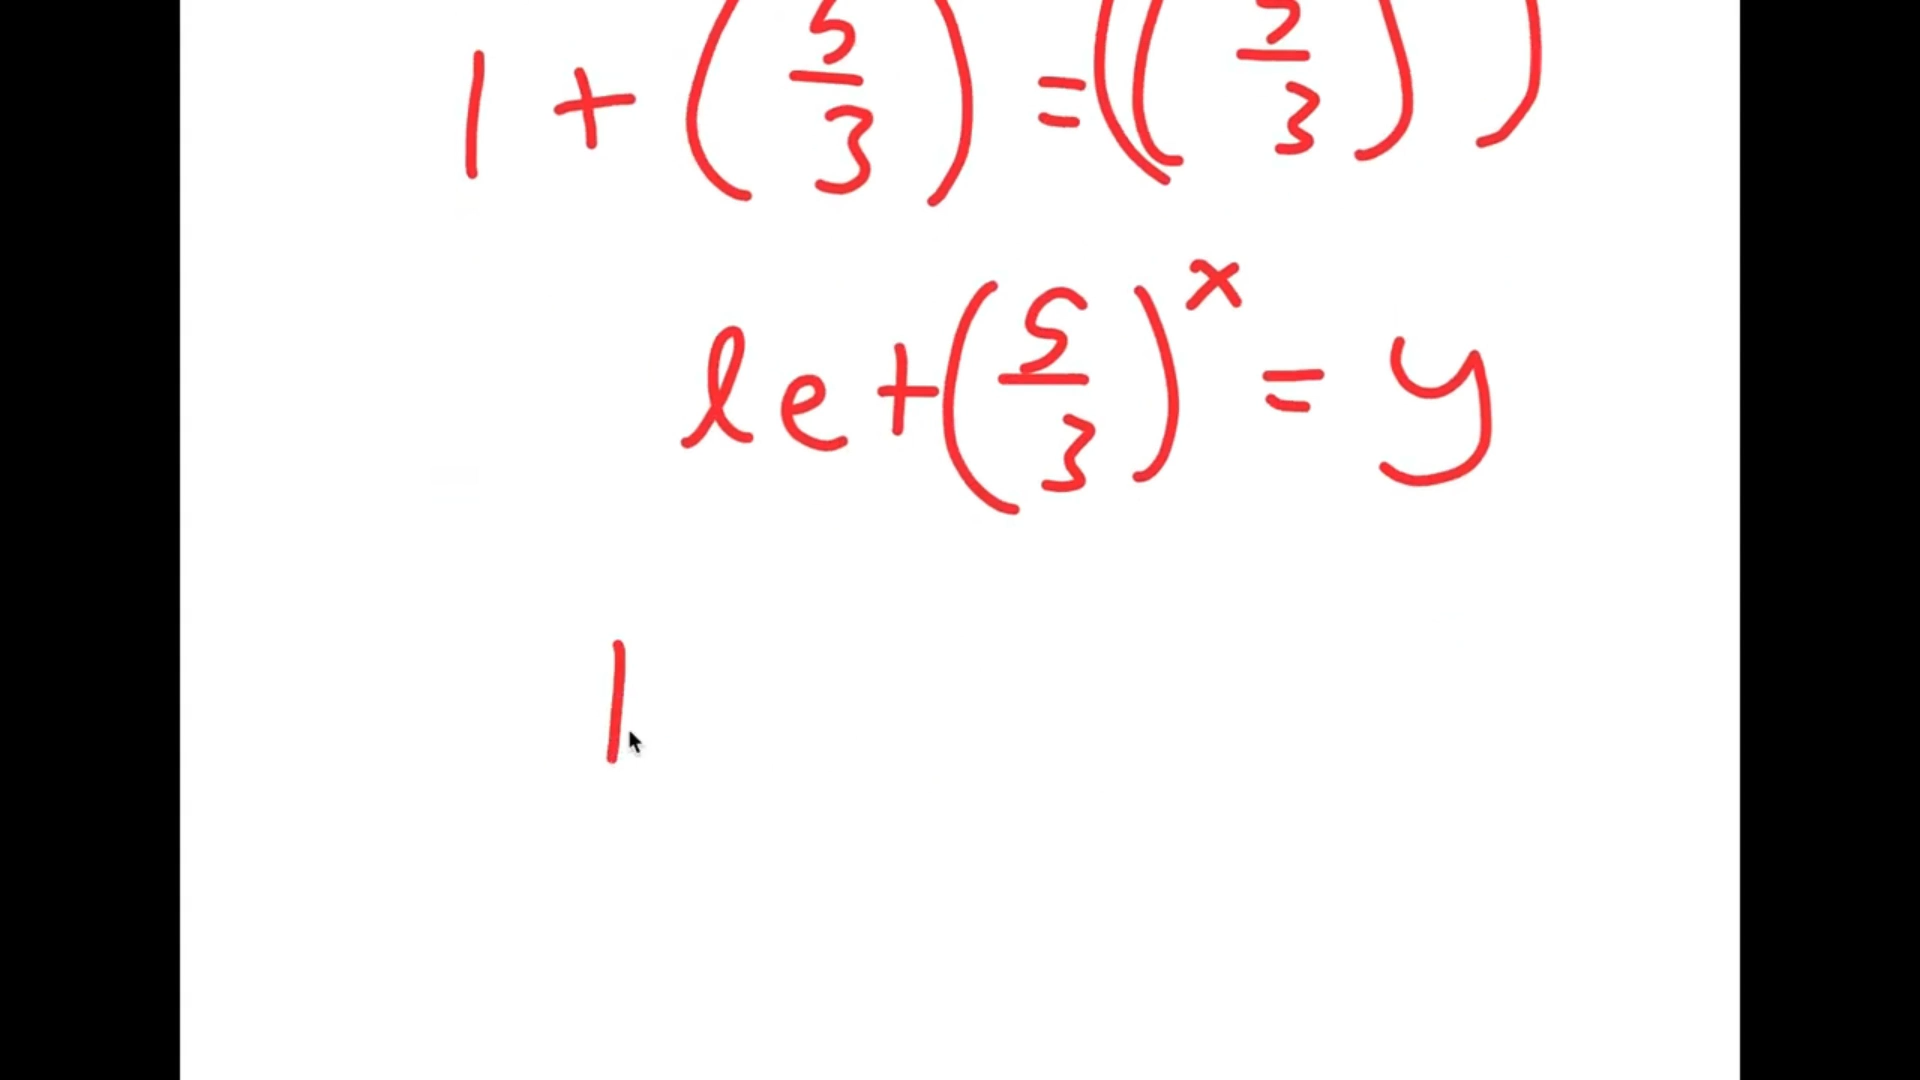 1 + (5/3) = ((5/3))
let (5/3)^x = y
1